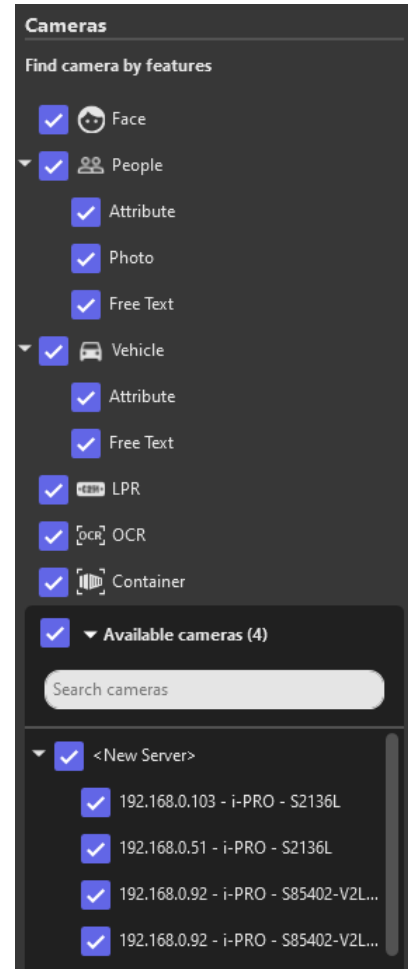 Cameras
Find camera by features
Face
People
Attribute
Photo
Free Text
Vehicle
Attribute
Free Text
LPR
OCR OCR
Container
Available cameras (4)
Search cameras
<New Server>
192.168.0.103 - i-PRO - S2136L
192.168.0.51 - i-PRO - S2136L
192.168.0.92 - i-PRO - S85402-V2L...
192.168.0.92 - i-PRO - S85402-V2L...